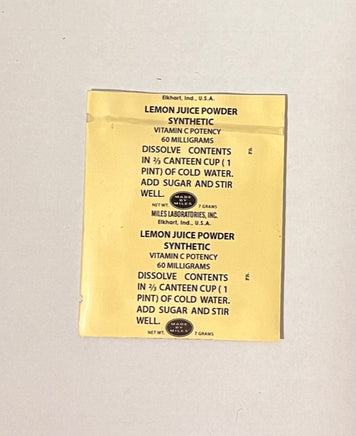 Elkhart, Ind., U.S.A.
LEMON JUICE POWDER
SYNTHETIC
VITAMIN C POTENCY
60 MILLIGRAMS
DISSOLVE CONTENTS
IN ⅔ CANTEEN CUP ( 1
PINT) OF COLD WATER.
ADD SUGAR AND STIR
WELL.
MADE
BY
MILES
NET WT. 7 GRAMS
MILES LABORATORIES, INC.
Elkhart, Ind., U.S.A.
LEMON JUICE POWDER
SYNTHETIC
VITAMIN C POTENCY
60 MILLIGRAMS
DISSOLVE CONTENTS
IN ⅔ CANTEEN CUP ( 1
PINT) OF COLD WATER.
ADD SUGAR AND STIR
WELL.
MADE
BY
MILES
NET WT. 7 GRAMS